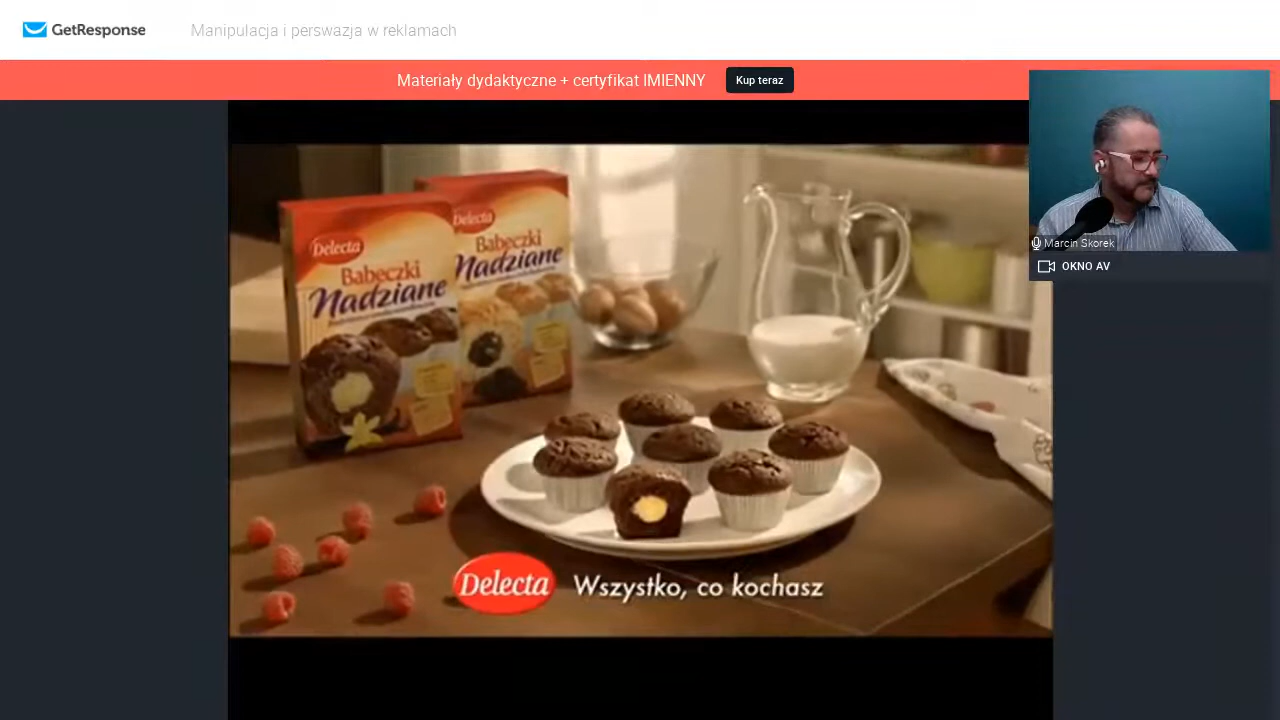 GetResponse
Manipulacja i perswazja w reklamach
Materiały dydaktyczne + certyfikat IMIENNY
Kup teraz
Marcin Skorek
OKNO AV
Delecta
Babeczki
Nadziane
Delecta
Babeczki
Nadziane
Delecta
Wszystko, co kochasz